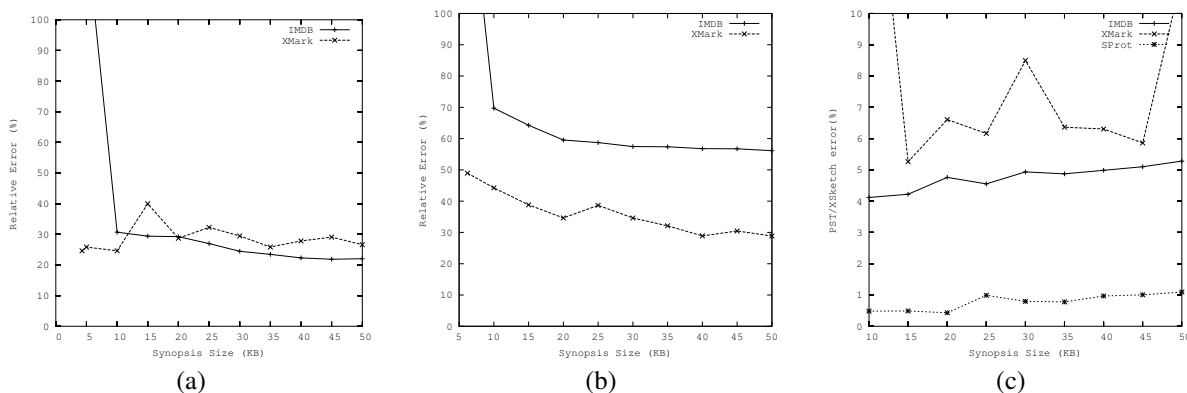 100
90
80
70
60
50
40
30
20
10
0
Relative Error (%)
IMDB
XMark
0 5 10 15 20 25 30 35 40 45 50
Synopsis Size (KB)
(a)
100
90
80
70
60
50
40
30
20
10
0
Relative Error(%)
IMDB
XMark
5 10 15 20 25 30 35 40 45 50
Synopsis Size (KB)
(b)
10
9
8
7
6
5
4
3
2
1
0
PST/XSketch error(%)
IMDB
XMark
SProt
10 15 20 25 30 35 40 45 50
Synopsis Size (KB)
(c)